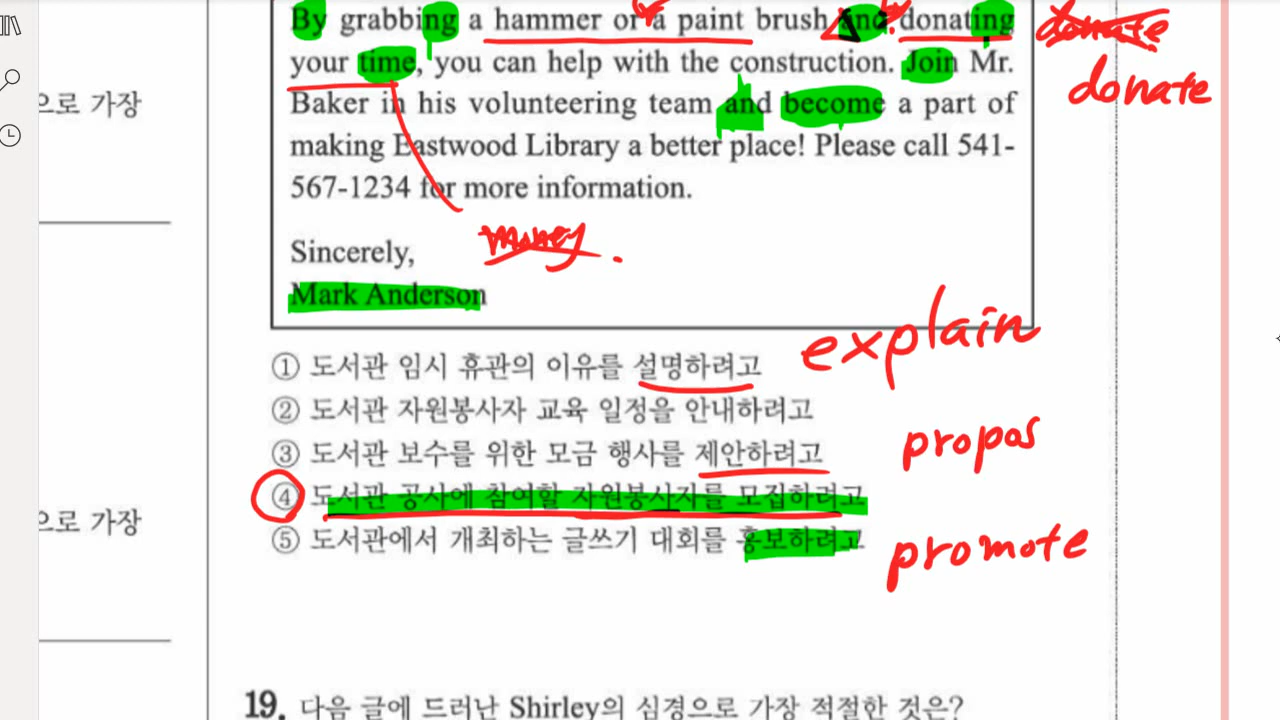 By grabbing a hammer or a paint brush and donating
donate
your time, you can help with the construction. Join Mr.
donate
Baker in his volunteering team and become a part of
making Eastwood Library a better place! Please call 541-
567-1234 for more information.
money
Sincerely,
Mark Anderson
explain
① 도서관 임시 휴관의 이유를 설명하려고
② 도서관 자원봉사자 교육 일정을 안내하려고
propos
③ 도서관 보수를 위한 모금 행사를 제안하려고
④ 도서관 공사에 참여할 자원봉사자를 모집하려고
⑤ 도서관에서 개최하는 글쓰기 대회를 홍보하려고
promote
19. 다음 글에 드러난 Shirley의 심경으로 가장 적절한 것은?
으로 가장
으로 가장